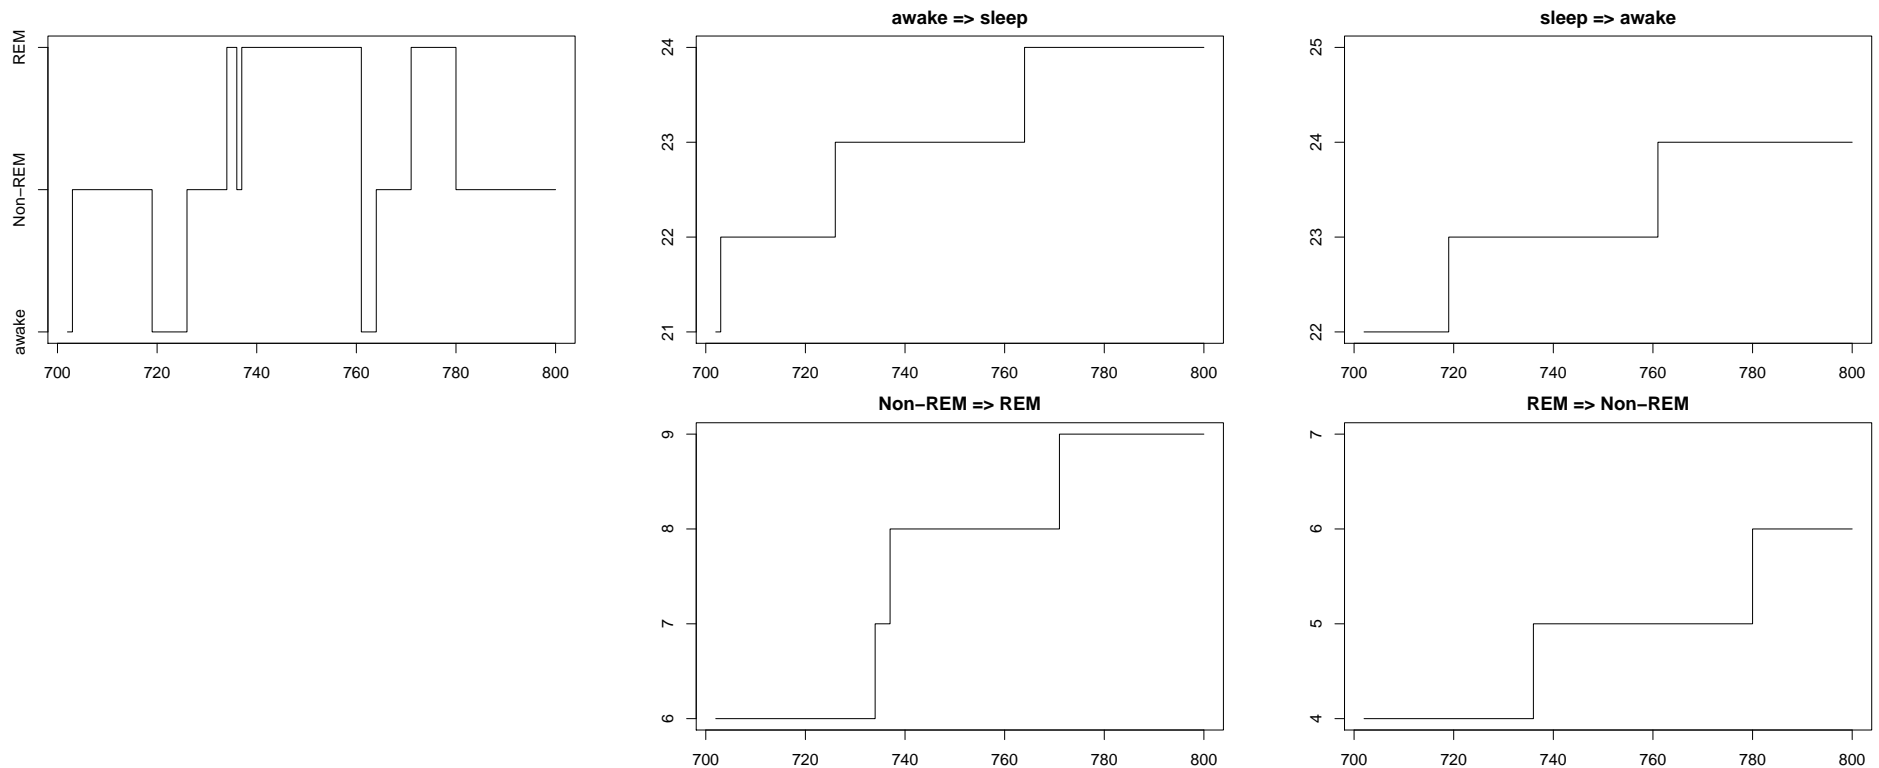 REM
Non−REM
awake
700 720 740 760 780 800
awake => sleep
24
23
22
21
700 720 740 760 780 800
sleep => awake
25
24
23
22
700 720 740 760 780 800
Non−REM => REM
9
8
7
6
700 720 740 760 780 800
REM => Non−REM
7
6
5
4
700 720 740 760 780 800